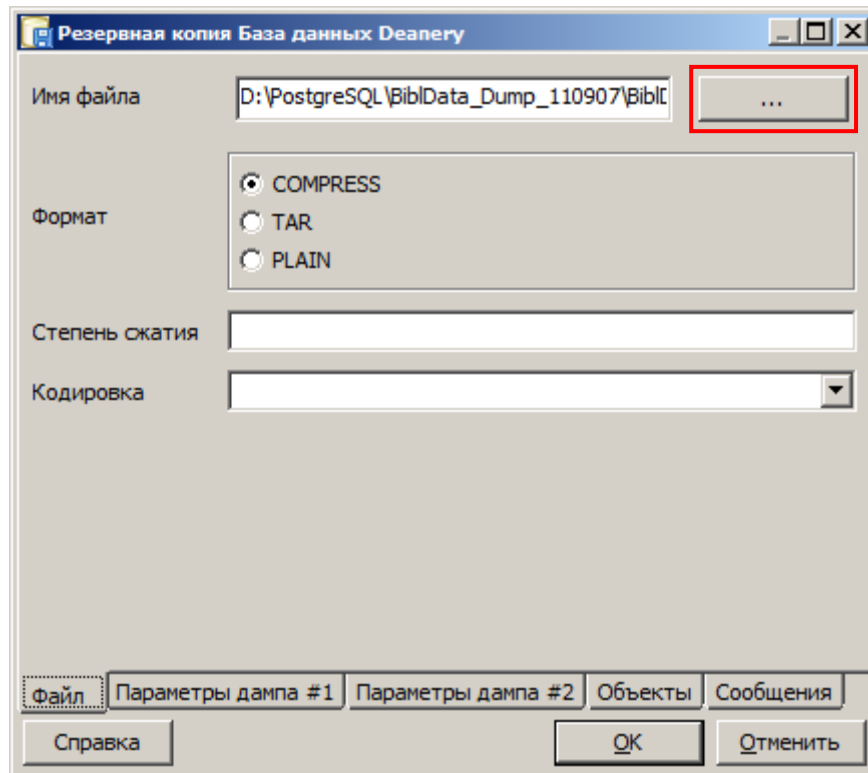 Резервная копия База данных Deanery
Имя файла
D:\PostgreSQL\BiblData_Dump_110907\Bibl
...
Формат
COMPRESS
TAR
PLAIN
Степень сжатия
Кодировка
Файл Параметры дампа #1 Параметры дампа #2 Объекты Сообщения
Справка OK Отменить